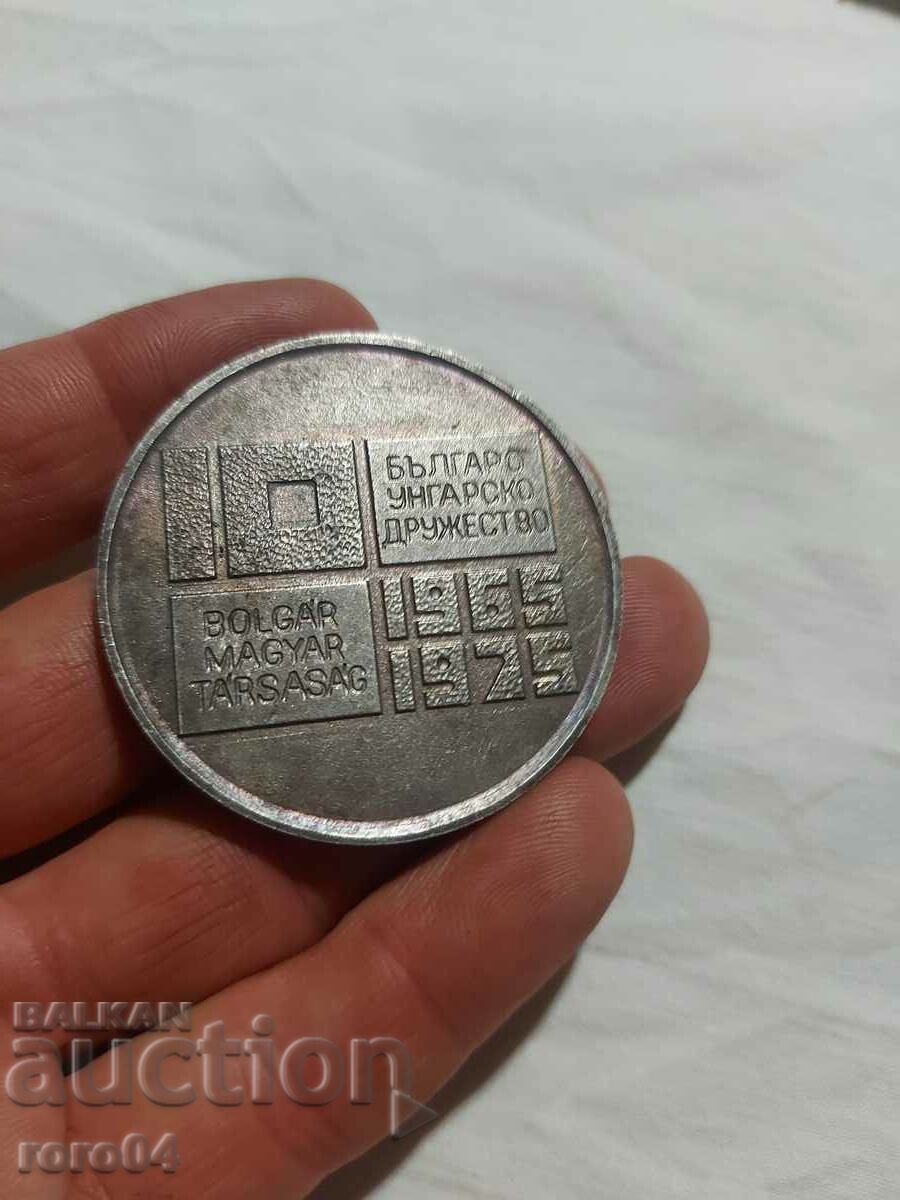 10
БЪЛГАРО
УНГАРСКО
ДРУЖЕСТВО
BOLGÁR
MAGYAR
TÁRSASÁG
1965
1975
BALKAN
auction
roro04